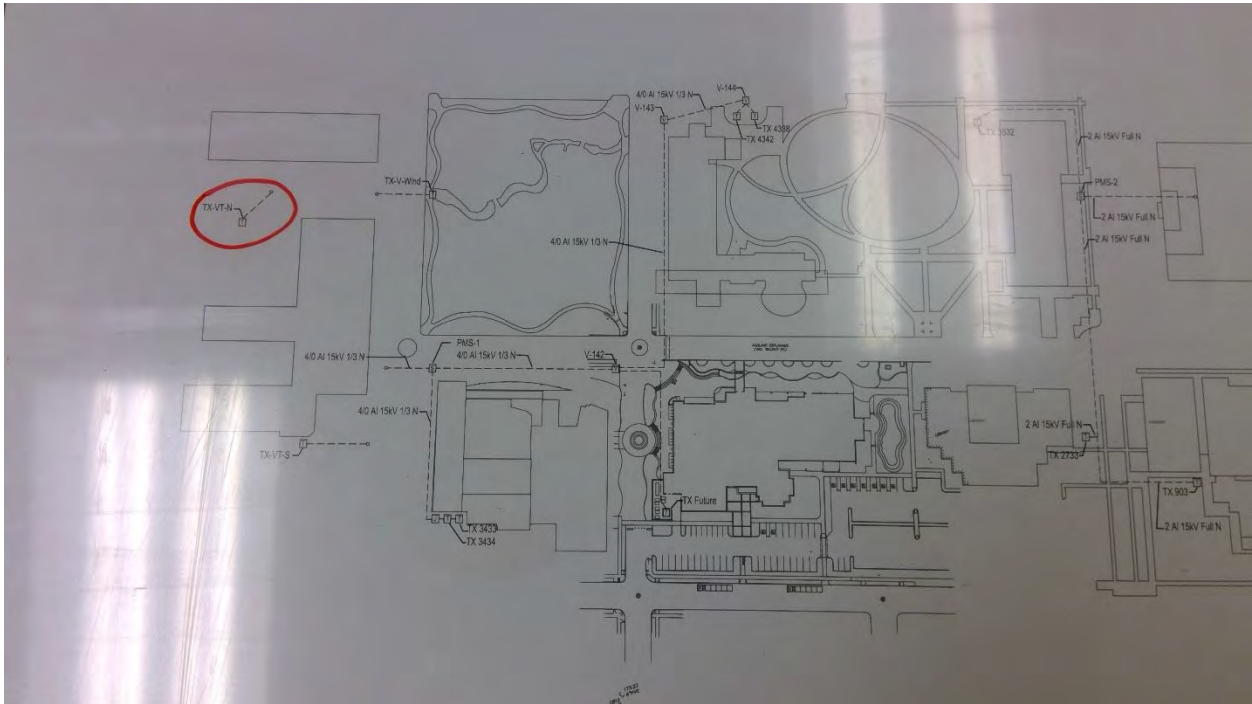 V-144
4/0 Al 15kV 1/3 N
V-143
TX 4338
TX 4342
TX 3532
2 Al 15kV Full N
TX-V-Wind
PMS-2
TX-VT-N
2 Al 15kV Full N
2 Al 15kV Full N
4/0 Al 15kV 1/3 N
PMS-1
4/0 Al 15kV 1/3 N
4/0 Al 15kV 1/3 N
V-142
4/0 Al 15kV 1/3 N
2 Al 15kV Full N
TX-VT-S
TX 2733
TX 903
TX Future
2 Al 15kV Full N
TX 3433
TX 3434